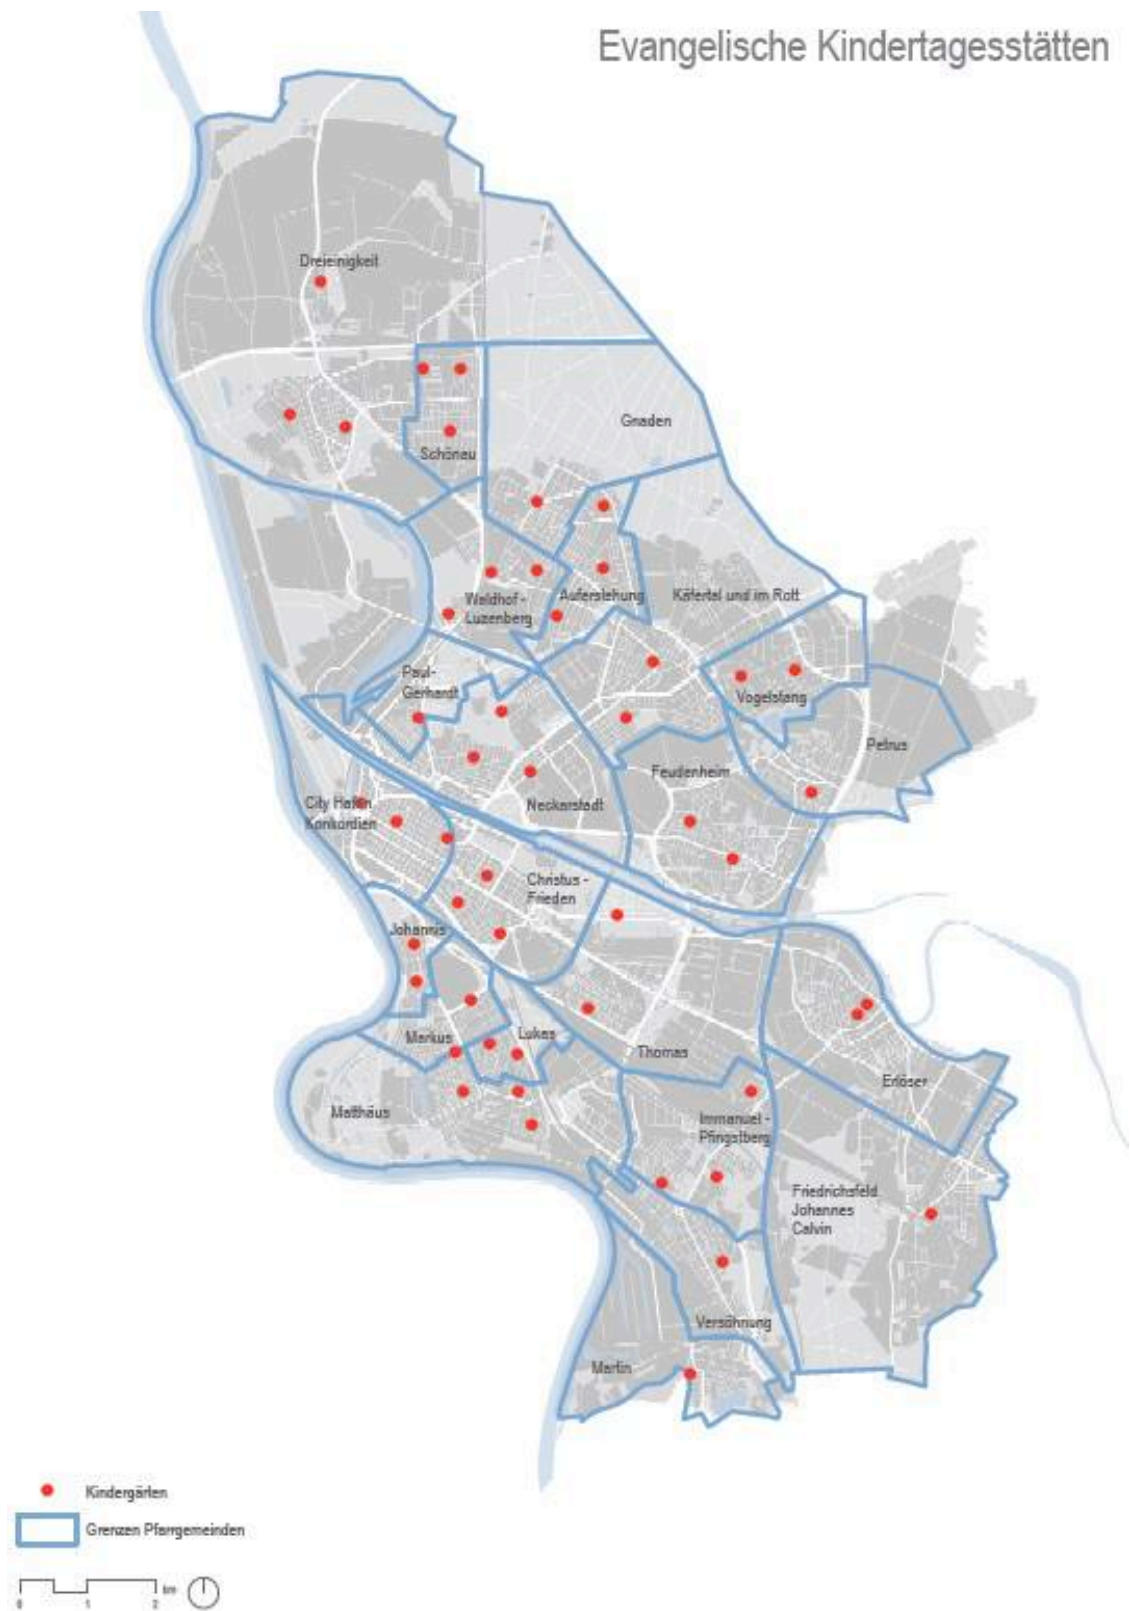 Evangelische Kindertagesstätten
Dreieinigkeit
Gnaden
Schönau
Waldhof -
Luzenberg
Auferstehung
Käfertal und im Rott
Paul-
Gerhardt
Vogelstang
Petrus
Feudenheim
City Hafen
Konkordien
Neckarstadt
Christus -
Frieden
Johannis
Markus
Lukas
Thomas
Erlöser
Matthäus
Immanuel -
Pfingstberg
Friedrichsfeld
Johannes
Calvin
Versöhnung
Martin
Kindergärten
Grenzen Pfarrgemeinden
km
0 1 2